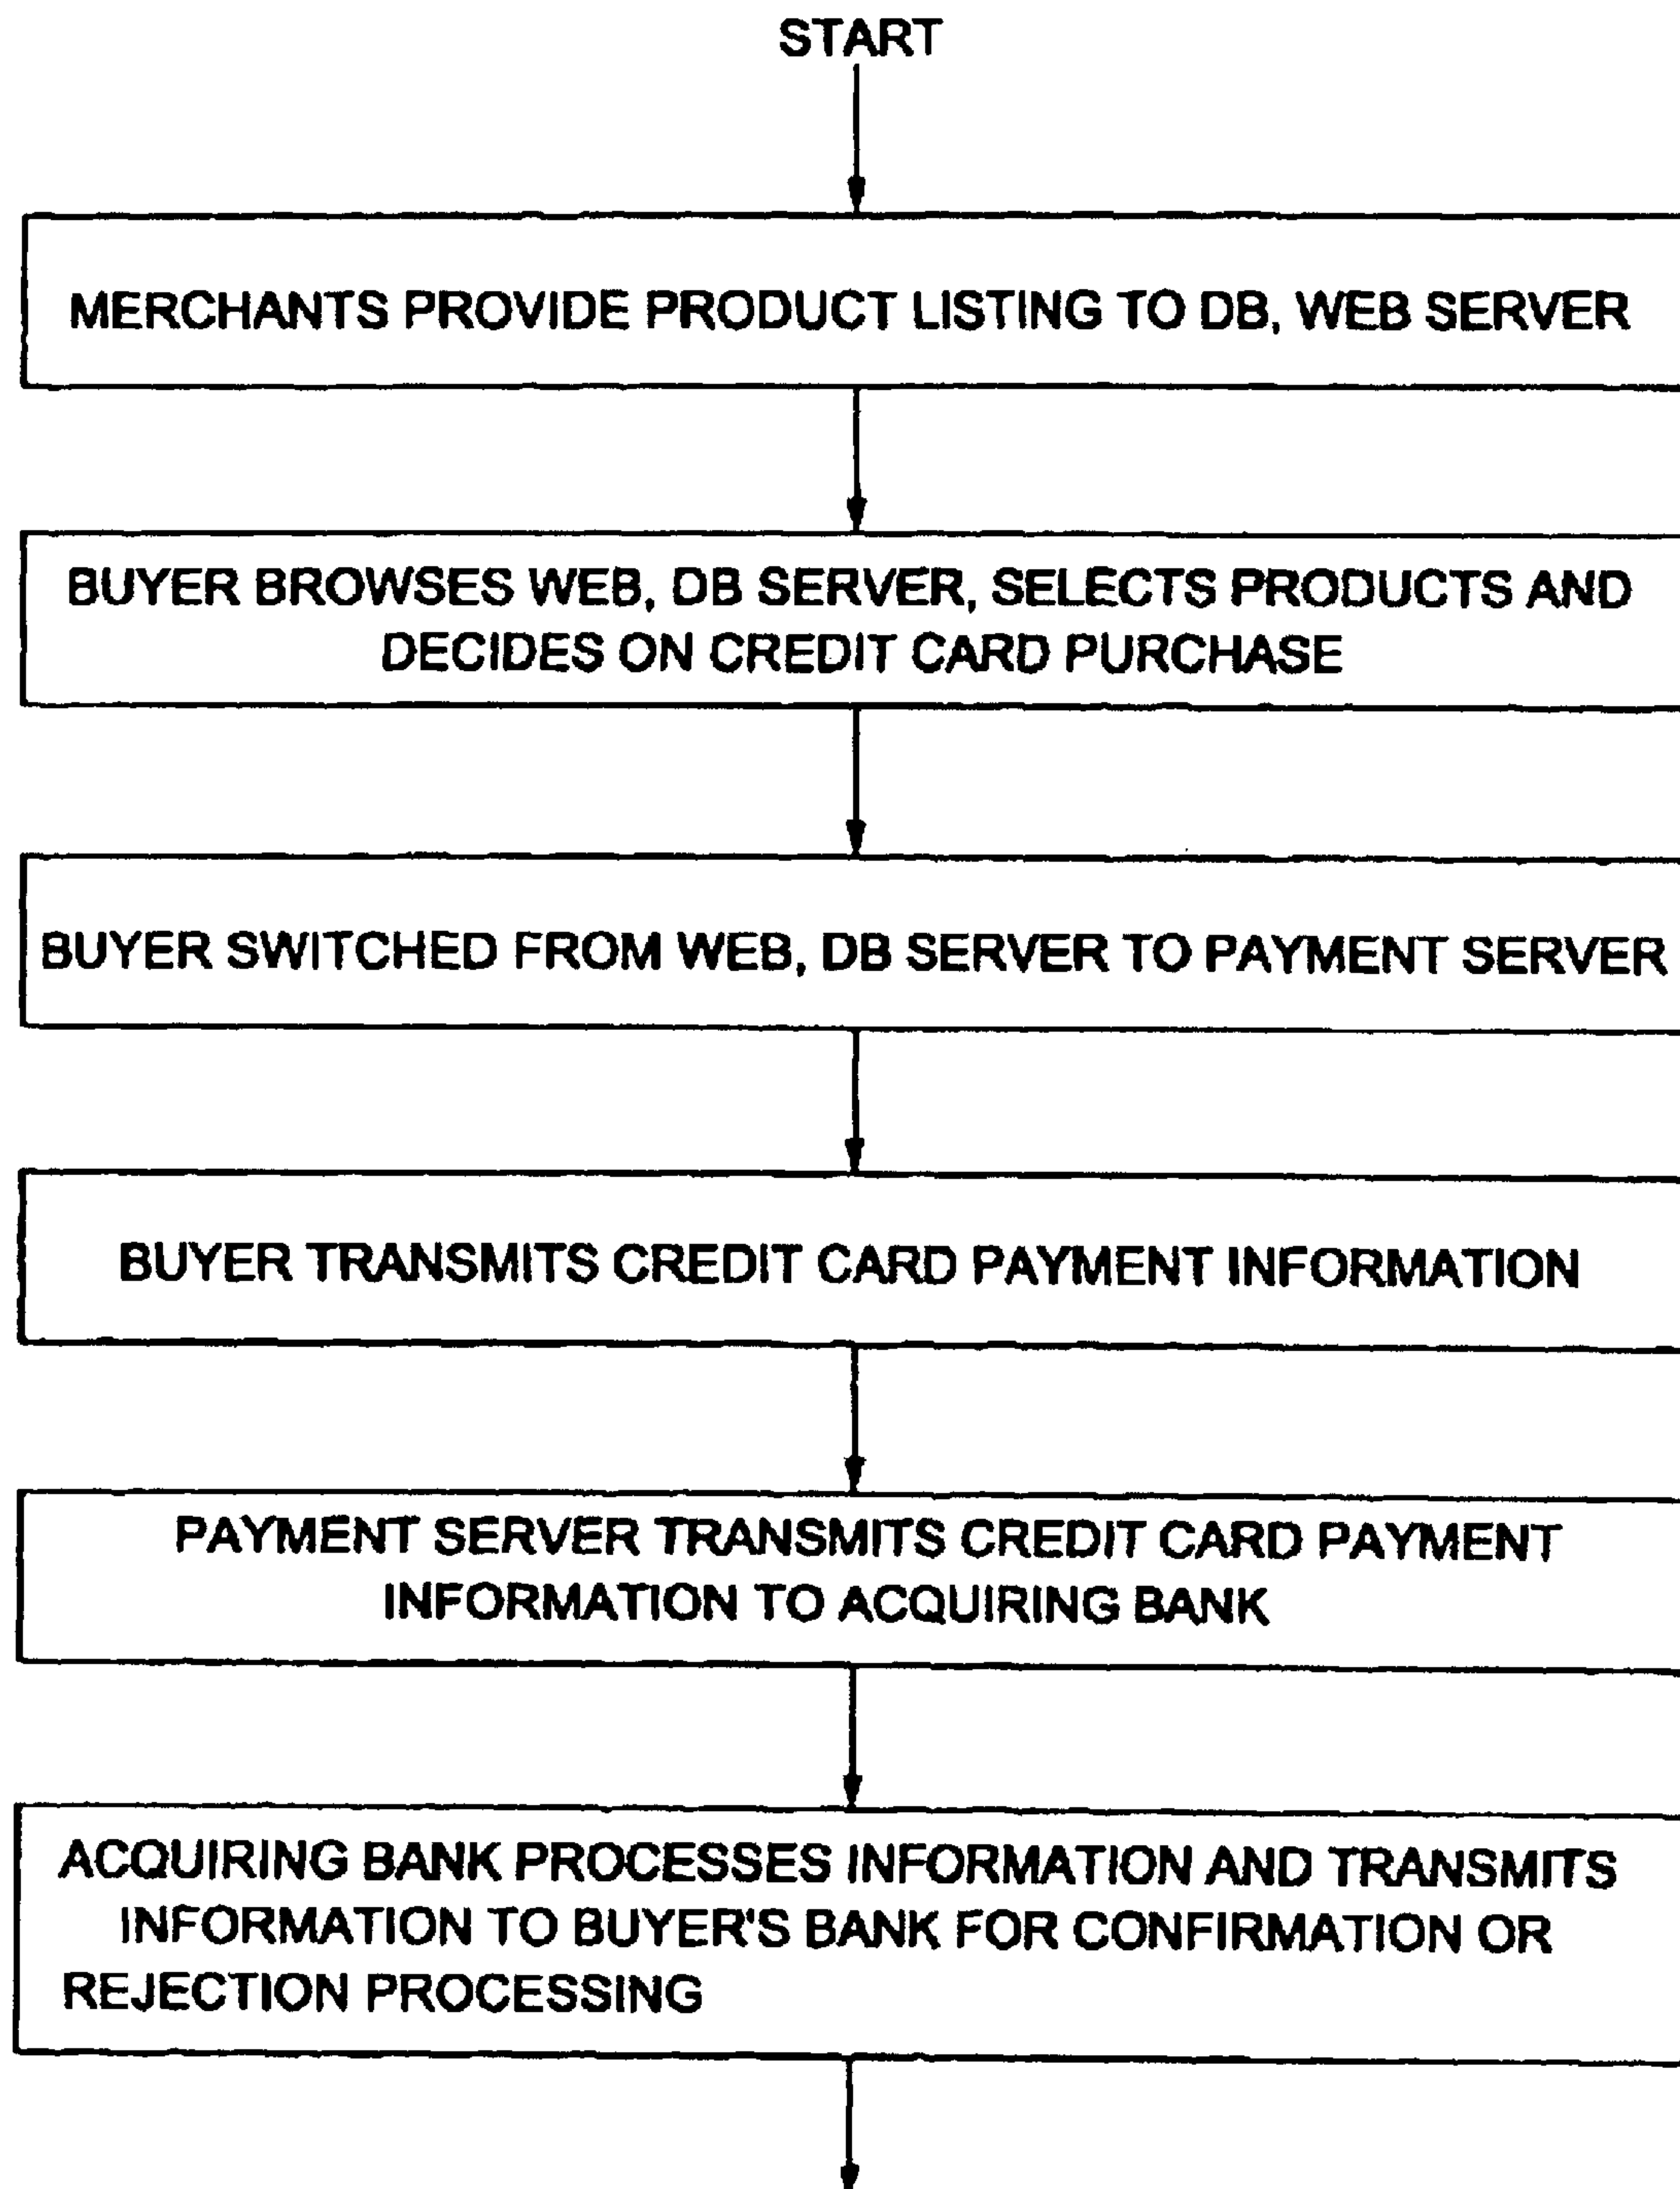 START
MERCHANTS PROVIDE PRODUCT LISTING TO DB, WEB SERVER
BUYER BROWSES WEB, DB SERVER, SELECTS PRODUCTS AND
DECIDES ON CREDIT CARD PURCHASE
BUYER SWITCHED FROM WEB, DB SERVER TO PAYMENT SERVER
BUYER TRANSMITS CREDIT CARD PAYMENT INFORMATION
PAYMENT SERVER TRANSMITS CREDIT CARD PAYMENT
INFORMATION TO ACQUIRING BANK
ACQUIRING BANK PROCESSES INFORMATION AND TRANSMITS
INFORMATION TO BUYER'S BANK FOR CONFIRMATION OR
REJECTION PROCESSING